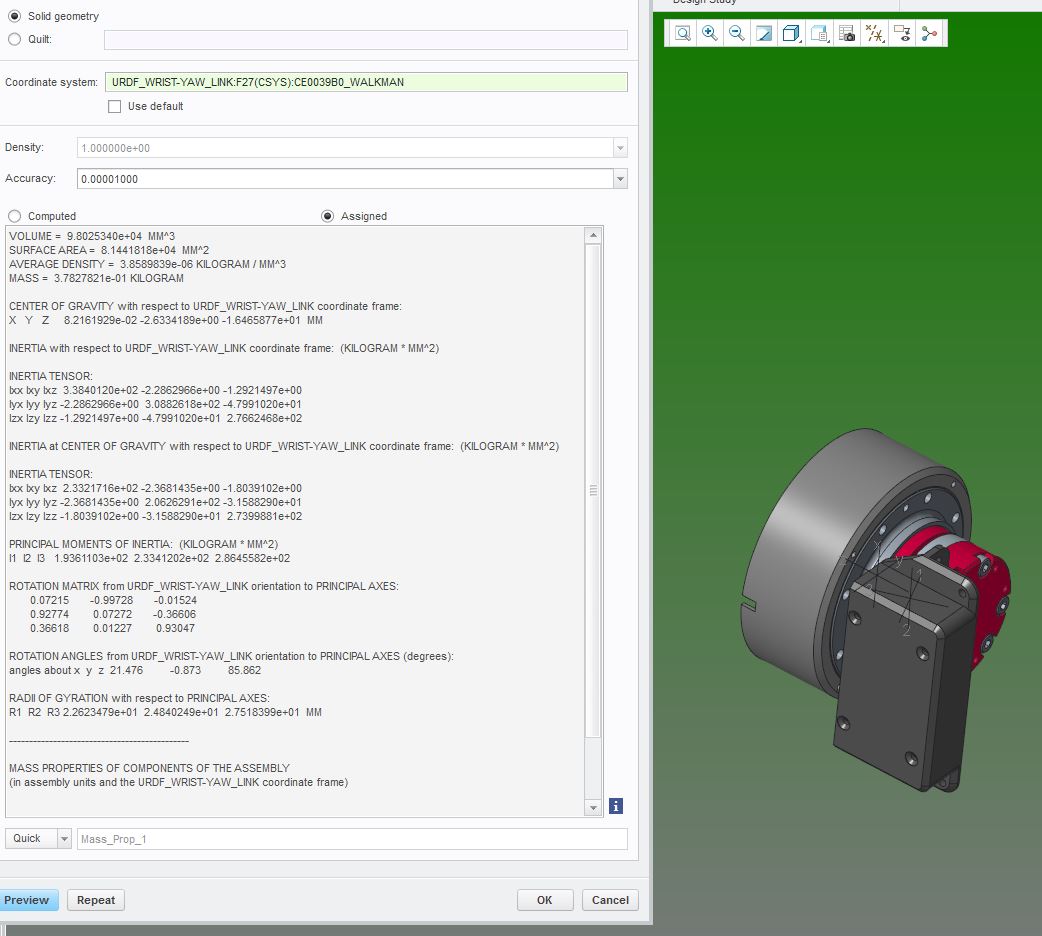 Design Study
Solid geometry
Quilt:
Coordinate system: URDF_WRIST-YAW_LINK:F27(CSYS):CE0039B0_WALKMAN
Use default
Density: 1.000000e+00
Accuracy: 0.00001000
Computed Assigned
VOLUME = 9.8025340e+04 MM^3
SURFACE AREA = 8.1441818e+04 MM^2
AVERAGE DENSITY = 3.8589839e-06 KILOGRAM / MM^3
MASS = 3.7827821e-01 KILOGRAM
CENTER OF GRAVITY with respect to URDF_WRIST-YAW_LINK coordinate frame:
X Y Z 8.2161929e-02 -2.6334189e+00 -1.6465877e+01 MM
INERTIA with respect to URDF_WRIST-YAW_LINK coordinate frame: (KILOGRAM * MM^2)
INERTIA TENSOR:
Ixx Ixy Ixz 3.3840120e+02 -2.2862966e+00 -1.2921497e+00
Iyx Iyy Iyz -2.2862966e+00 3.0882618e+02 -4.7991020e+01
Izx Izy Izz -1.2921497e+00 -4.7991020e+01 2.7662468e+02
INERTIA at CENTER OF GRAVITY with respect to URDF_WRIST-YAW_LINK coordinate frame: (KILOGRAM * MM^2)
INERTIA TENSOR:
Ixx Ixy Ixz 2.3321716e+02 -2.3681435e+00 -1.8039102e+00
Iyx Iyy Iyz -2.3681435e+00 2.0626291e+02 -3.1588290e+01
Izx Izy Izz -1.8039102e+00 -3.1588290e+01 2.7399881e+02
PRINCIPAL MOMENTS OF INERTIA: (KILOGRAM * MM^2)
I1 I2 I3 1.9361103e+02 2.3341202e+02 2.8645582e+02
ROTATION MATRIX from URDF_WRIST-YAW_LINK orientation to PRINCIPAL AXES:
0.07215 -0.99728 -0.01524
0.92774 0.07272 -0.36606
0.36618 0.01227 0.93047
ROTATION ANGLES from URDF_WRIST-YAW_LINK orientation to PRINCIPAL AXES (degrees):
angles about x y z 21.476 -0.873 85.862
RADII OF GYRATION with respect to PRINCIPAL AXES:
R1 R2 R3 2.2623479e+01 2.4840249e+01 2.7518399e+01 MM
---------------------------------------------
MASS PROPERTIES OF COMPONENTS OF THE ASSEMBLY
(in assembly units and the URDF_WRIST-YAW_LINK coordinate frame)
Quick Mass_Prop_1
Preview Repeat OK Cancel